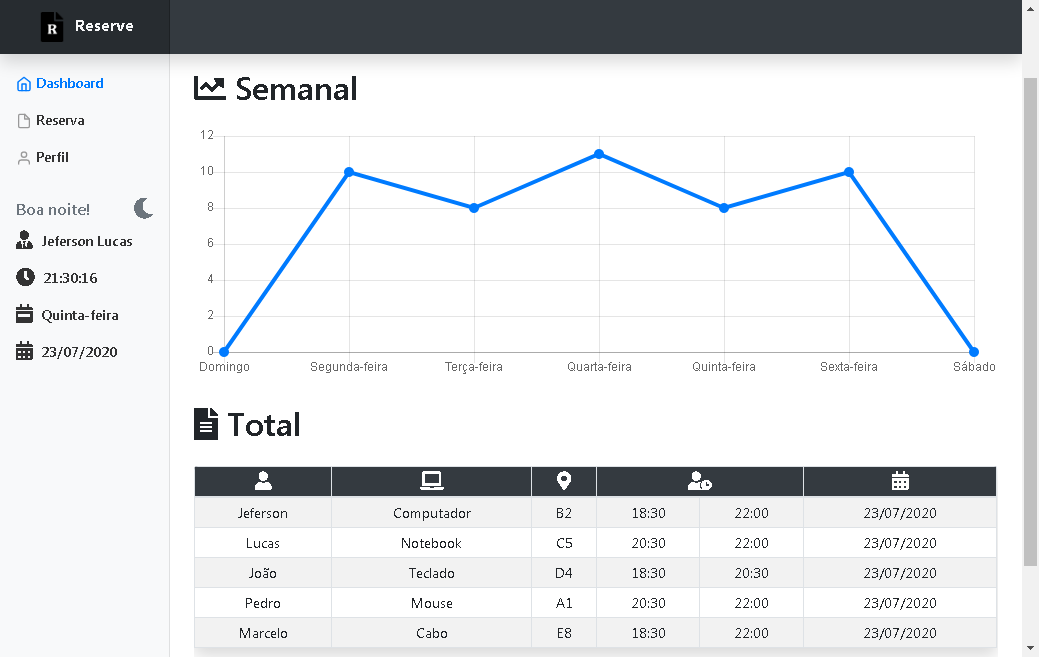 R Reserve
Dashboard
Reserva
Perfil
Boa noite!
Jeferson Lucas
21:30:16
Quinta-feira
23/07/2020
Semanal
12
10
8
6
4
2
0
Domingo Segunda-feira Terça-feira Quarta-feira Quinta-feira Sexta-feira Sábado
Total
Jeferson Computador B2 18:30 22:00 23/07/2020
Lucas Notebook C5 20:30 22:00 23/07/2020
João Teclado D4 18:30 20:30 23/07/2020
Pedro Mouse A1 20:30 22:00 23/07/2020
Marcelo Cabo E8 18:30 22:00 23/07/2020